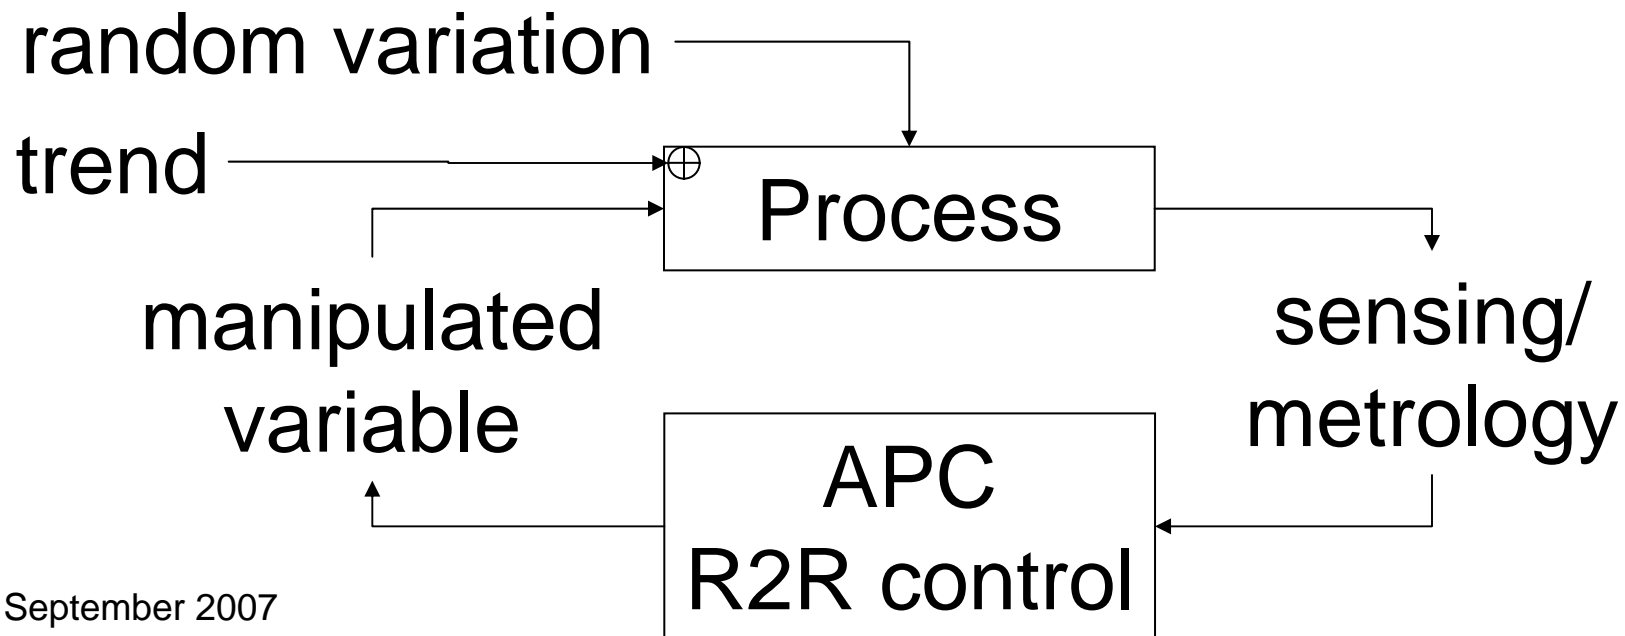 random variation
trend
Process
manipulated
variable
sensing/
metrology
APC
R2R control
September 2007